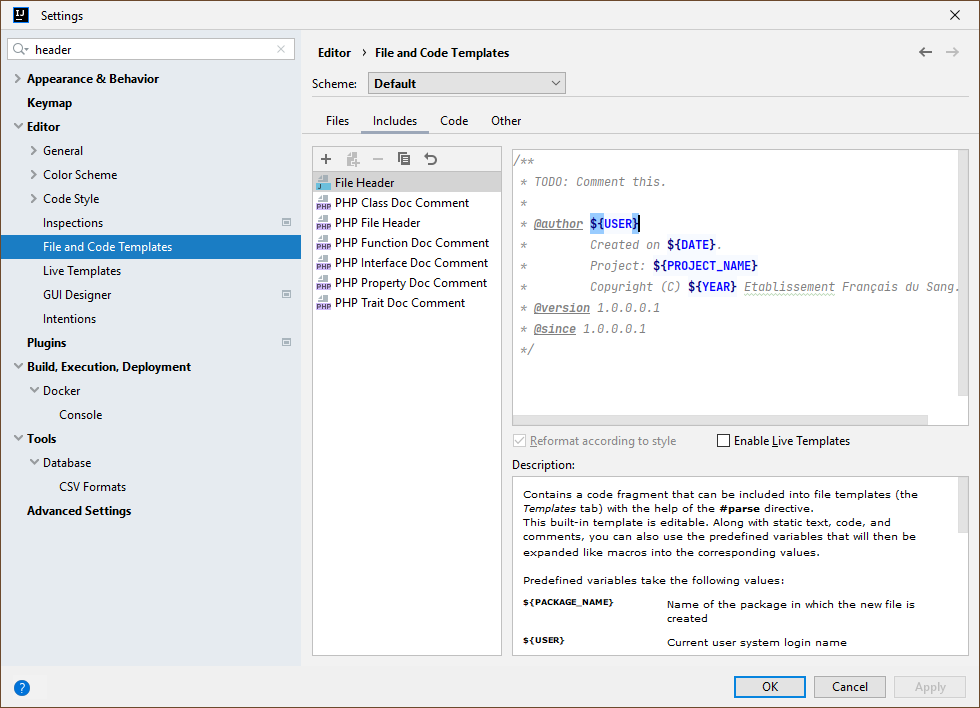 Settings
header
Appearance & Behavior
Keymap
Editor
General
Color Scheme
Code Style
Inspections
File and Code Templates
Live Templates
GUI Designer
Intentions
Plugins
Build, Execution, Deployment
Docker
Console
Tools
Database
CSV Formats
Advanced Settings
Editor › File and Code Templates
Scheme: Default
Files Includes Code Other
File Header
PHP Class Doc Comment
PHP File Header
PHP Function Doc Comment
PHP Interface Doc Comment
PHP Property Doc Comment
PHP Trait Doc Comment
/**
* TODO: Comment this.
*
* @author ${USER}
* Created on ${DATE}.
* Project: ${PROJECT_NAME}
* Copyright (C) ${YEAR} Etablissement Français du Sang.
* @version 1.0.0.0.1
* @since 1.0.0.0.1
*/
Reformat according to style Enable Live Templates
Description:
Contains a code fragment that can be included into file templates (the
Templates tab) with the help of the #parse directive.
This built-in template is editable. Along with static text, code, and
comments, you can also use the predefined variables that will then be
expanded like macros into the corresponding values.
Predefined variables take the following values:
${PACKAGE_NAME} Name of the package in which the new file is
created
${USER} Current user system login name
? OK Cancel Apply